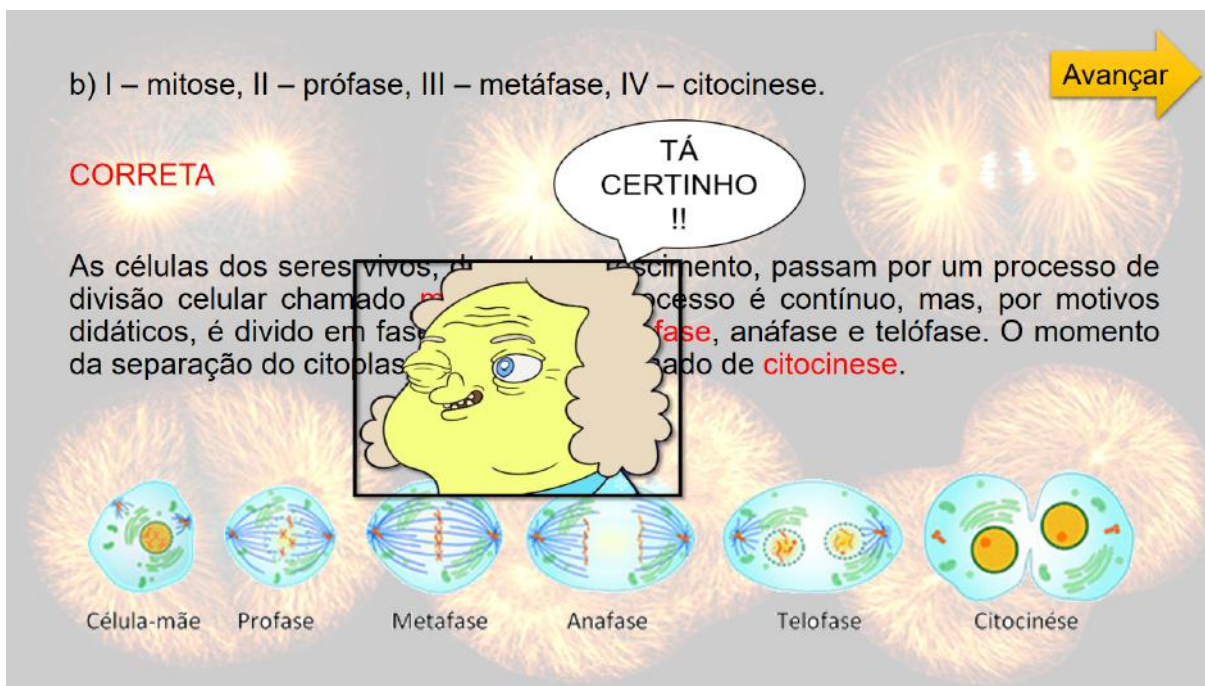 b) I – mitose, II – prófase, III – metáfase, IV – citocinese.
Avançar
CORRETA
TÁ
CERTINHO
!!
As células dos seres vivos, scimento, passam por um processo de
divisão celular chamado ocesso é contínuo, mas, por motivos
didáticos, é divido em fase fase, anáfase e telófase. O momento
da separação do citoplas ado de citocinese.
Célula-mãe Profase Metafase Anafase Telofase Citocinése